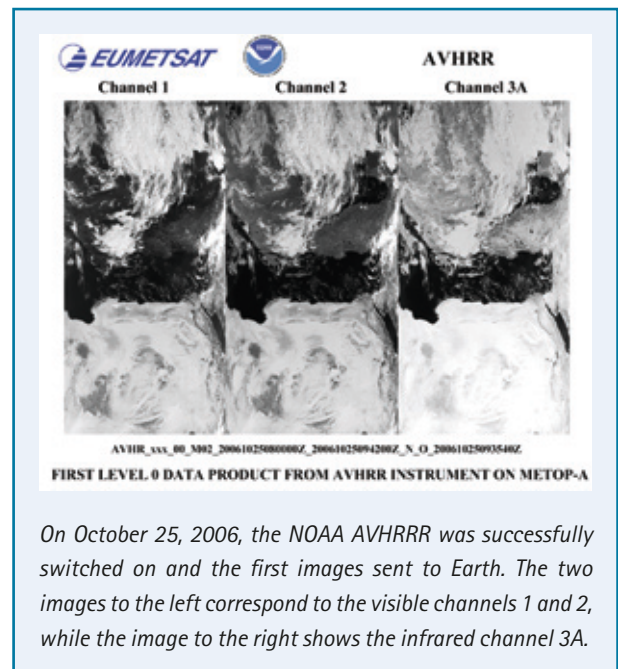 EUMETSAT
AVHRR
Channel 1 Channel 2 Channel 3A
AVHR_xxx_00_M02_20061025080000Z_20061025094200Z_N_O_20061025093540Z
FIRST LEVEL 0 DATA PRODUCT FROM AVHRR INSTRUMENT ON METOP-A
On October 25, 2006, the NOAA AVHRRR was successfully
switched on and the first images sent to Earth. The two
images to the left correspond to the visible channels 1 and 2,
while the image to the right shows the infrared channel 3A.